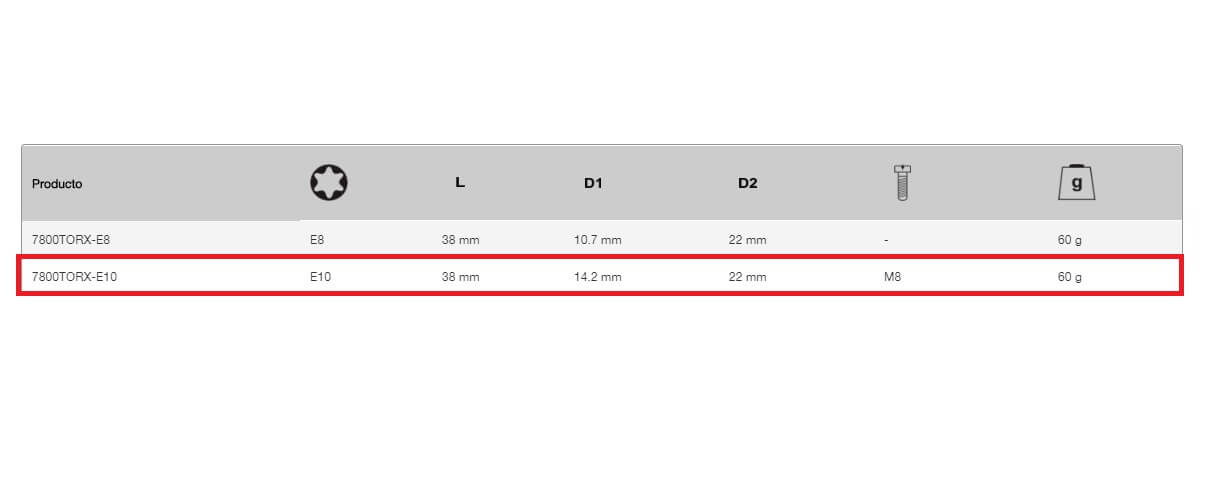 Producto L D1 D2 g
7800TORX-E8 E8 38 mm 10.7 mm 22 mm - 60 g
7800TORX-E10 E10 38 mm 14.2 mm 22 mm M8 60 g